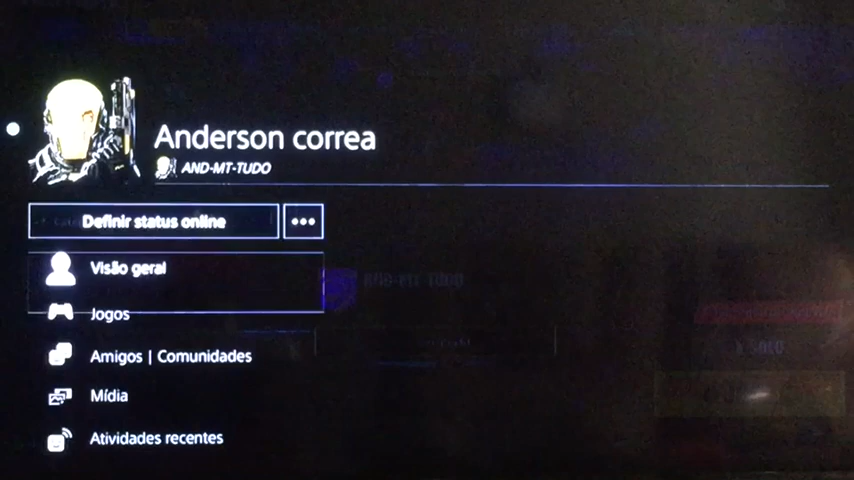 Anderson correa
AND-MT-TUDO
Definir status online
Visão geral
Jogos
Amigos | Comunidades
Mídia
Atividades recentes